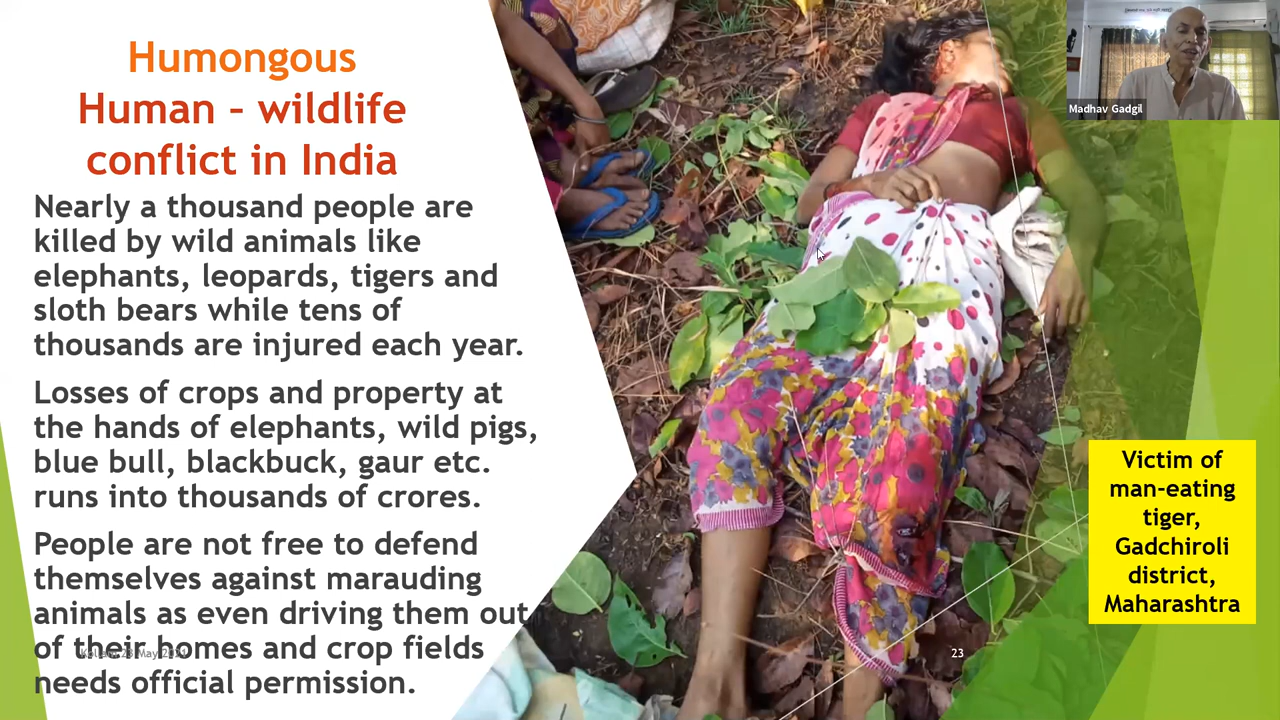 Humongous
Human – wildlife
conflict in India
Nearly a thousand people are
killed by wild animals like
elephants, leopards, tigers and
sloth bears while tens of
thousands are injured each year.
Losses of crops and property at
the hands of elephants, wild pigs,
blue bull, blackbuck, gaur etc.
runs into thousands of crores.
People are not free to defend
themselves against marauding
animals as even driving them out
of their homes and crop fields
needs official permission.
23
Madhav Gadgil
Victim of
man-eating
tiger,
Gadchiroli
district,
Maharashtra